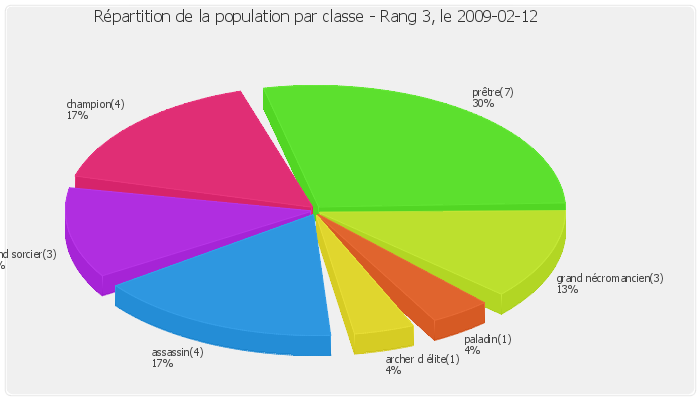 Répartition de la population par classe - Rang 3, le 2009-02-12
prêtre(7)
30%
champion(4)
17%
sorcier(3)
%
grand nécromancien(3)
13%
paladin(1)
4%
archer d élite(1)
4%
assassin(4)
17%